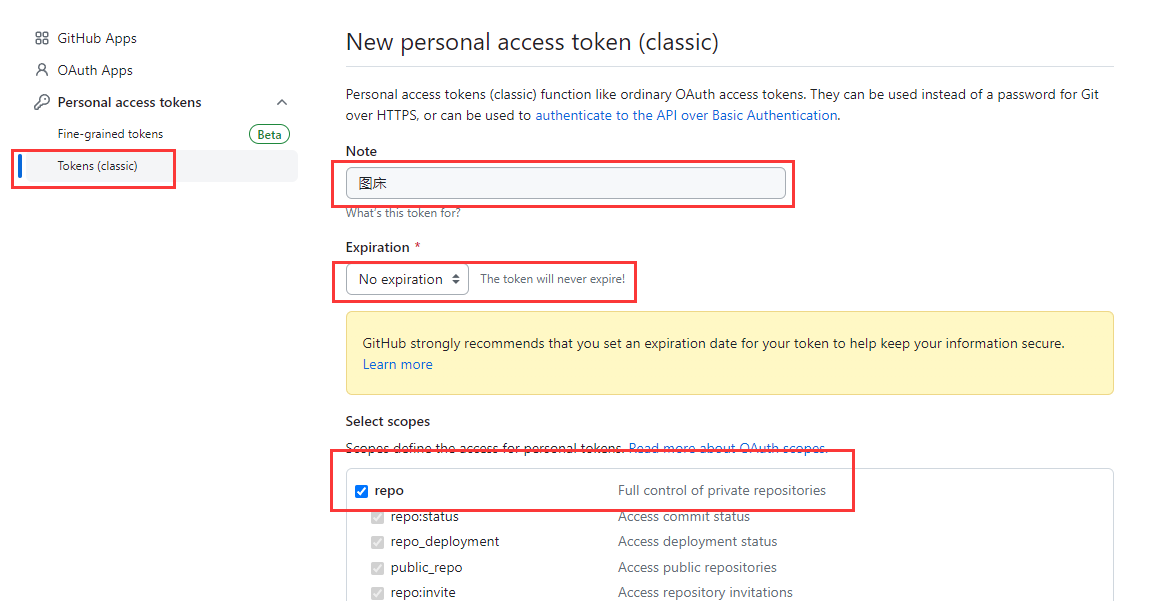 GitHub Apps
OAuth Apps
Personal access tokens
Fine-grained tokens
Beta
Tokens (classic)
New personal access token (classic)
Personal access tokens (classic) function like ordinary OAuth access tokens. They can be used instead of a password for Git
over HTTPS, or can be used to authenticate to the API over Basic Authentication.
Note
图床
What's this token for?
Expiration *
No expiration
The token will never expire!
GitHub strongly recommends that you set an expiration date for your token to help keep your information secure.
Learn more
Select scopes
Scopes define the access for personal tokens. Read more about OAuth scopes.
repo Full control of private repositories
repo:status Access commit status
repo_deployment Access deployment status
public_repo Access public repositories
repo:invite Access repository invitations